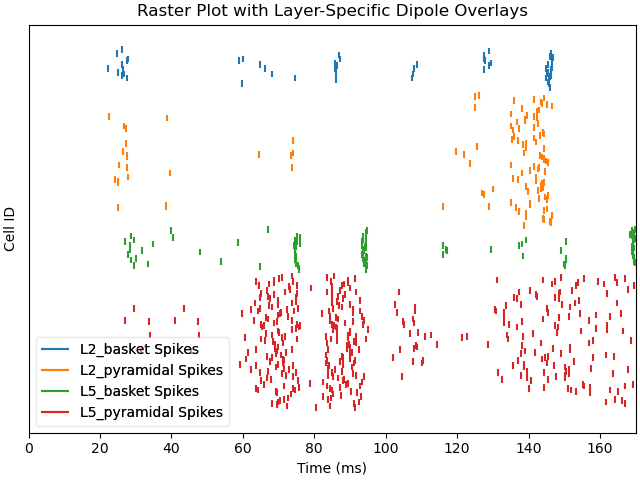 Raster Plot with Layer-Specific Dipole Overlays
Cell ID
L2_basket Spikes
L2_pyramidal Spikes
L5_basket Spikes
L5_pyramidal Spikes
0 20 40 60 80 100 120 140 160
Time (ms)